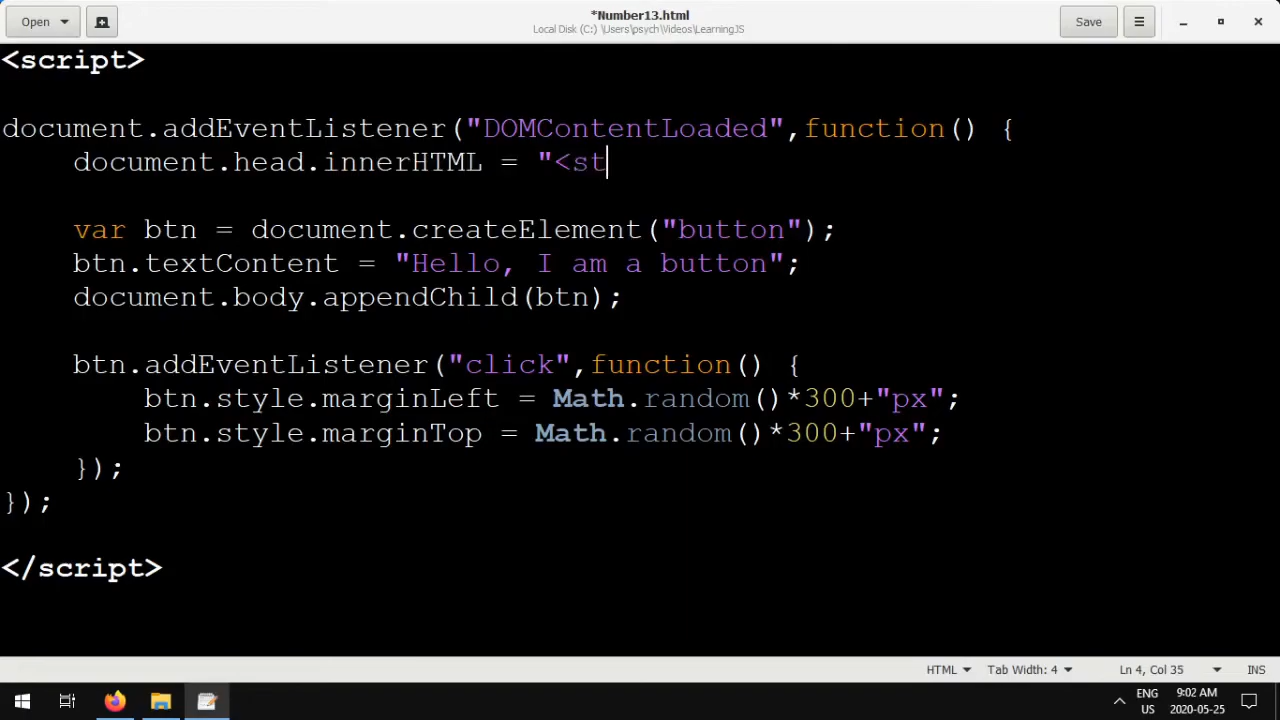 Open
*Number13.html
Local Disk (C:) \Users\psych\Videos\LearningJS
Save
<script>
document.addEventListener("DOMContentLoaded",function() {
    document.head.innerHTML = "<st
    var btn = document.createElement("button");
    btn.textContent = "Hello, I am a button";
    document.body.appendChild(btn);
    btn.addEventListener("click",function() {
        btn.style.marginLeft = Math.random()*300+"px";
        btn.style.marginTop = Math.random()*300+"px";
    });
});
</script>
HTML
Tab Width: 4
Ln 4, Col 35
INS
ENG
US
9:02 AM
2020-05-25